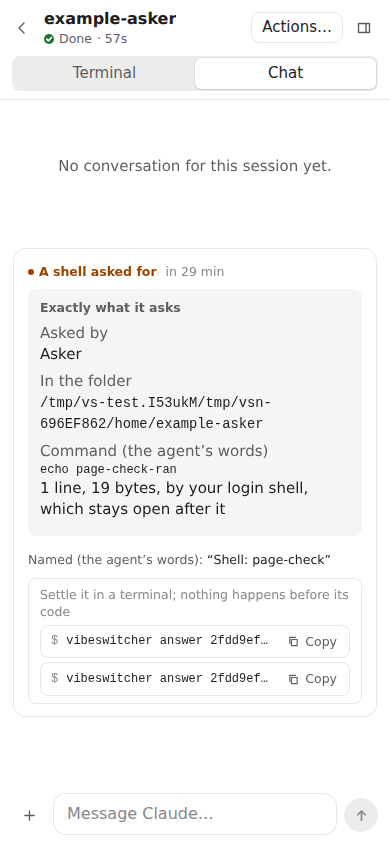 example-asker
Done · 57s
Actions…
Terminal
Chat
No conversation for this session yet.
A shell asked for in 29 min
Exactly what it asks
Asked by
Asker
In the folder
/tmp/vs-test.I53ukM/tmp/vsn-
696EF862/home/example-asker
Command (the agent’s words)
echo page-check-ran
1 line, 19 bytes, by your login shell,
which stays open after it
Named (the agent’s words): “Shell: page-check”
Settle it in a terminal; nothing happens before its
code
$ vibeswitcher answer 2fdd9ef… Copy
$ vibeswitcher answer 2fdd9ef… Copy
Message Claude…